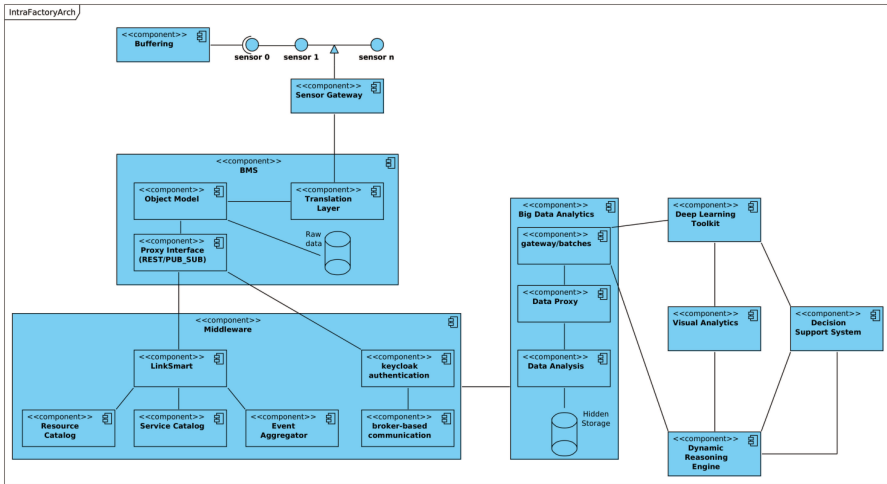 IntraFactoryArch
<<component>>
Buffering
sensor 0
sensor 1
sensor n
<<component>>
Sensor Gateway
<<component>>
BMS
<<component>>
Object Model
<<component>>
Translation
Layer
Raw
data
<<component>>
Proxy Interface
(REST/PUB_SUB)
<<component>>
Middleware
<<component>>
LinkSmart
<<component>>
keycloak
authentication
<<component>>
Resource
Catalog
<<component>>
Service Catalog
<<component>>
Event
Aggregator
<<component>>
broker-based
communication
<<component>>
Big Data Analytics
<<component>>
gateway/batches
<<component>>
Data Proxy
<<component>>
Data Analysis
Hidden
Storage
<<component>>
Deep Learning
Toolkit
<<component>>
Visual Analytics
<<component>>
Decision
Support System
<<component>>
Dynamic
Reasoning
Engine